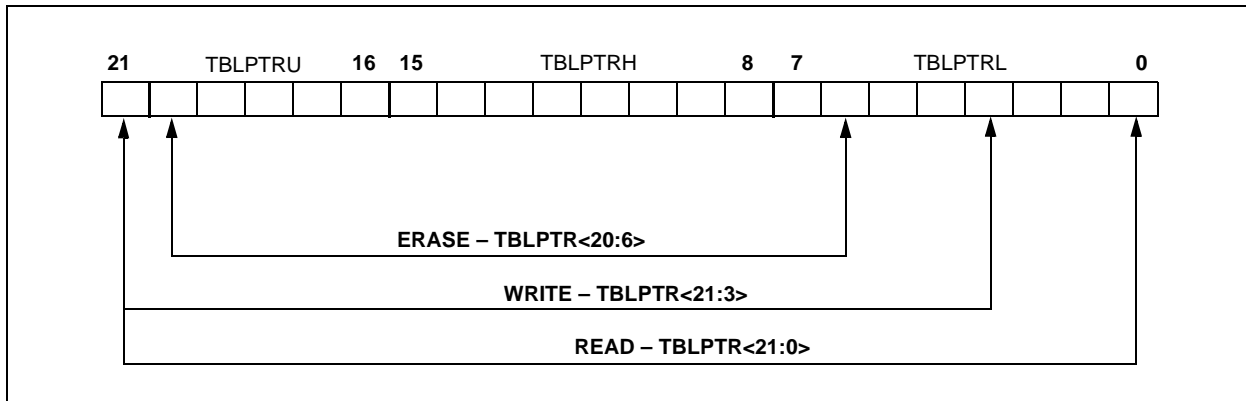 21 TBLPTRU 16 15 TBLPTRH 8 7 TBLPTRL 0
ERASE – TBLPTR<20:6>
WRITE – TBLPTR<21:3>
READ – TBLPTR<21:0>